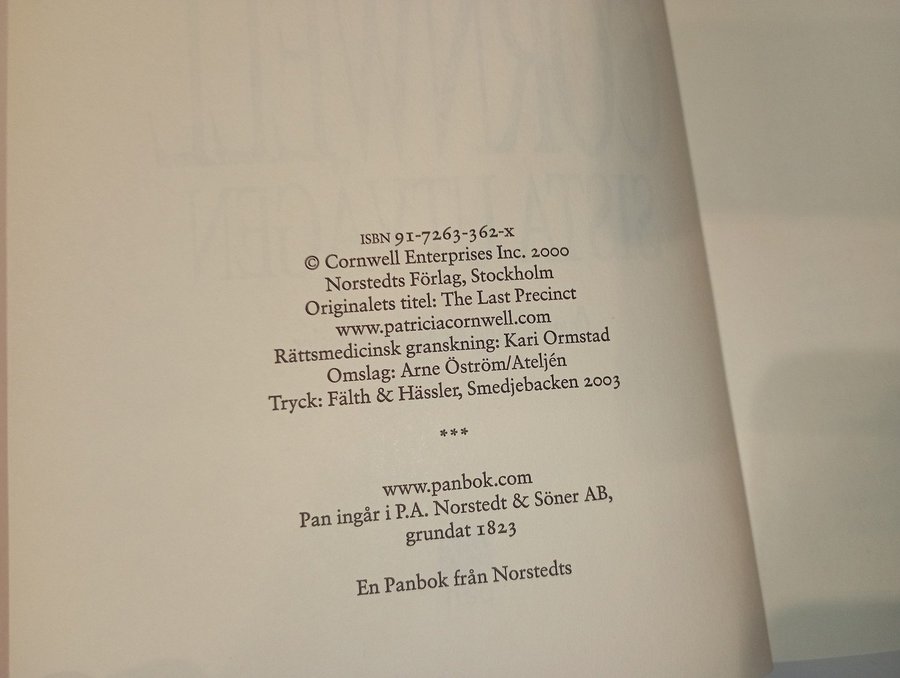 ISBN 91-7263-362-x
© Cornwell Enterprises Inc. 2000
Norstedts Förlag, Stockholm
Originalets titel: The Last Precinct
www.patriciacornwell.com
Rättsmedicinsk granskning: Kari Ormstad
Omslag: Arne Öström/Ateljén
Tryck: Fälth & Hässler, Smedjebacken 2003
***
www.panbok.com
Pan ingår i P.A. Norstedt & Söner AB,
grundat 1823
En Panbok från Norstedts